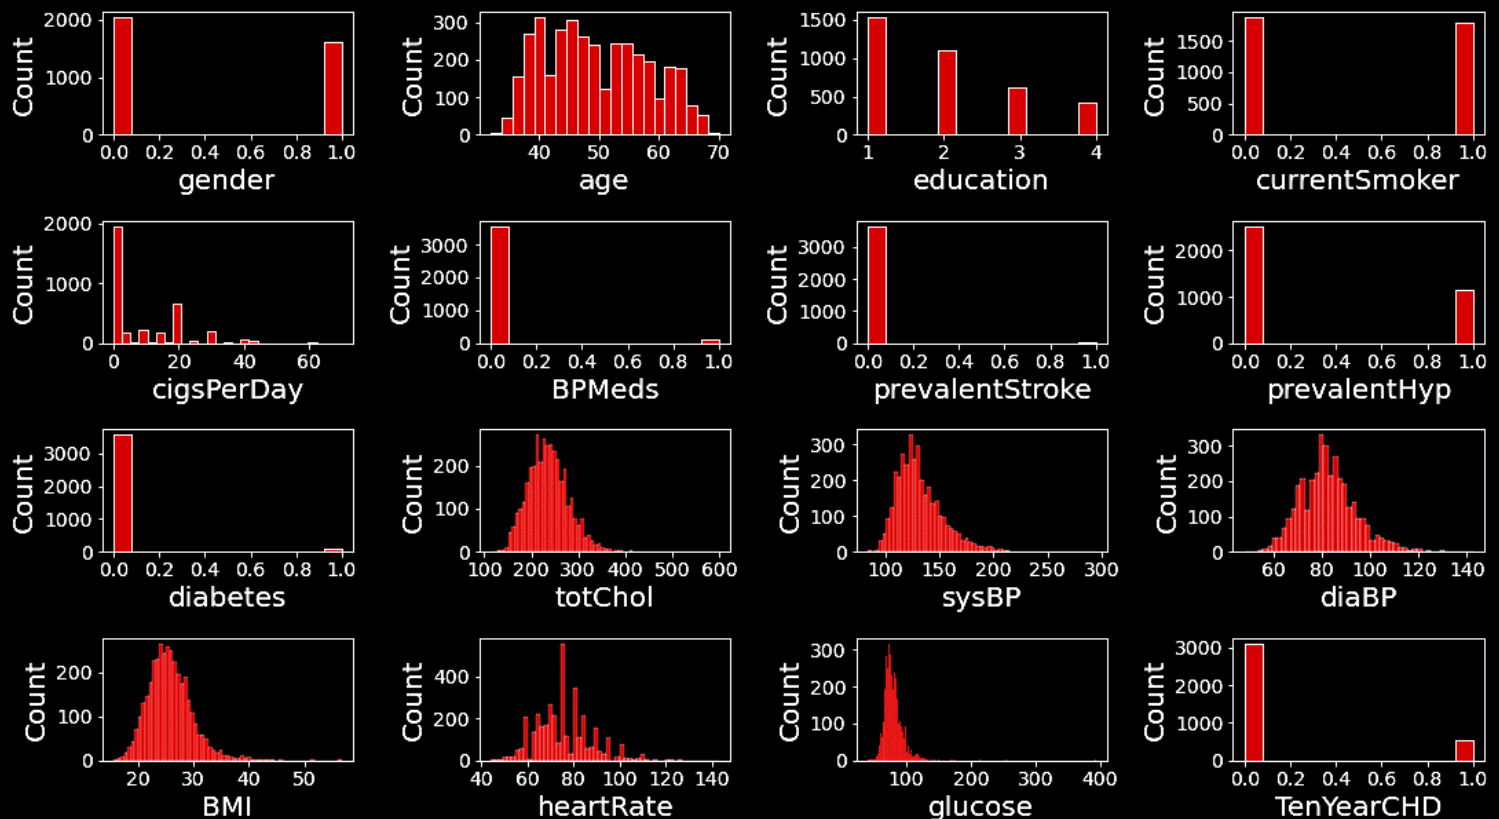 Count
2000
1000
0
0.0 0.2 0.4 0.6 0.8 1.0
gender
Count
300
200
100
0
40 50 60 70
age
Count
1500
1000
500
0
1 2 3 4
education
Count
1500
1000
500
0
0.0 0.2 0.4 0.6 0.8 1.0
currentSmoker
Count
2000
1000
0
0 20 40 60
cigsPerDay
Count
3000
2000
1000
0
0.0 0.2 0.4 0.6 0.8 1.0
BPMeds
Count
3000
2000
1000
0
0.0 0.2 0.4 0.6 0.8 1.0
prevalentStroke
Count
2000
1000
0
0.0 0.2 0.4 0.6 0.8 1.0
prevalentHyp
Count
3000
2000
1000
0
0.0 0.2 0.4 0.6 0.8 1.0
diabetes
Count
200
100
0
100 200 300 400 500 600
totChol
Count
300
200
100
0
100 150 200 250 300
sysBP
Count
300
200
100
0
60 80 100 120 140
diaBP
Count
200
100
0
20 30 40 50
BMI
Count
400
200
0
40 60 80 100 120 140
heartRate
Count
300
200
100
0
100 200 300 400
glucose
Count
3000
2000
1000
0
0.0 0.2 0.4 0.6 0.8 1.0
TenYearCHD